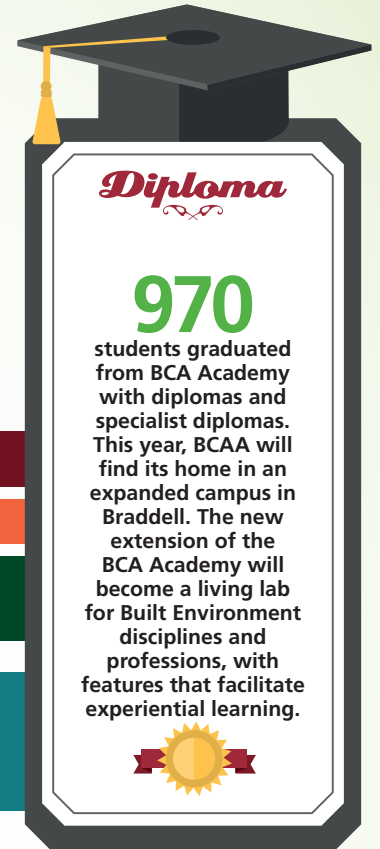 Diploma
970
students graduated
from BCA Academy
with diplomas and
specialist diplomas.
This year, BCAA will
find its home in an
expanded campus in
Braddell. The new
extension of the
BCA Academy will
become a living lab
for Built Environment
disciplines and
professions, with
features that facilitate
experiential learning.